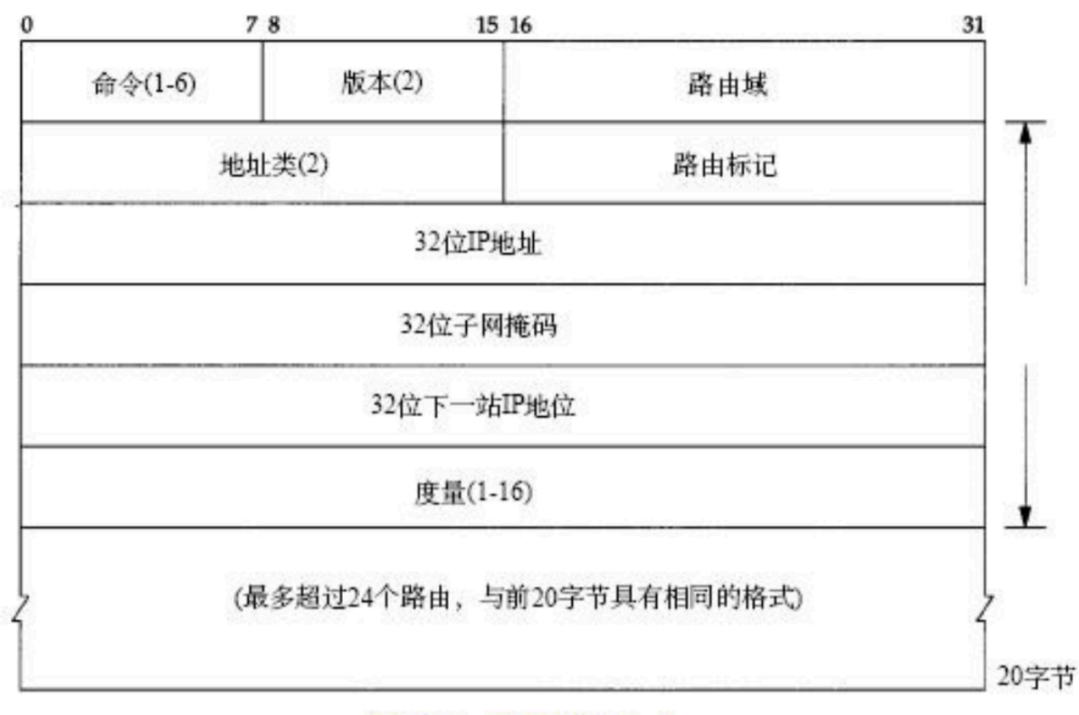 0 7 8 15 16 31
命令(1-6) 版本(2) 路由域
地址类(2) 路由标记
32位IP地址
32位子网掩码
32位下一站IP地位
度量(1-16)
(最多超过24个路由，与前20字节具有相同的格式)
20字节